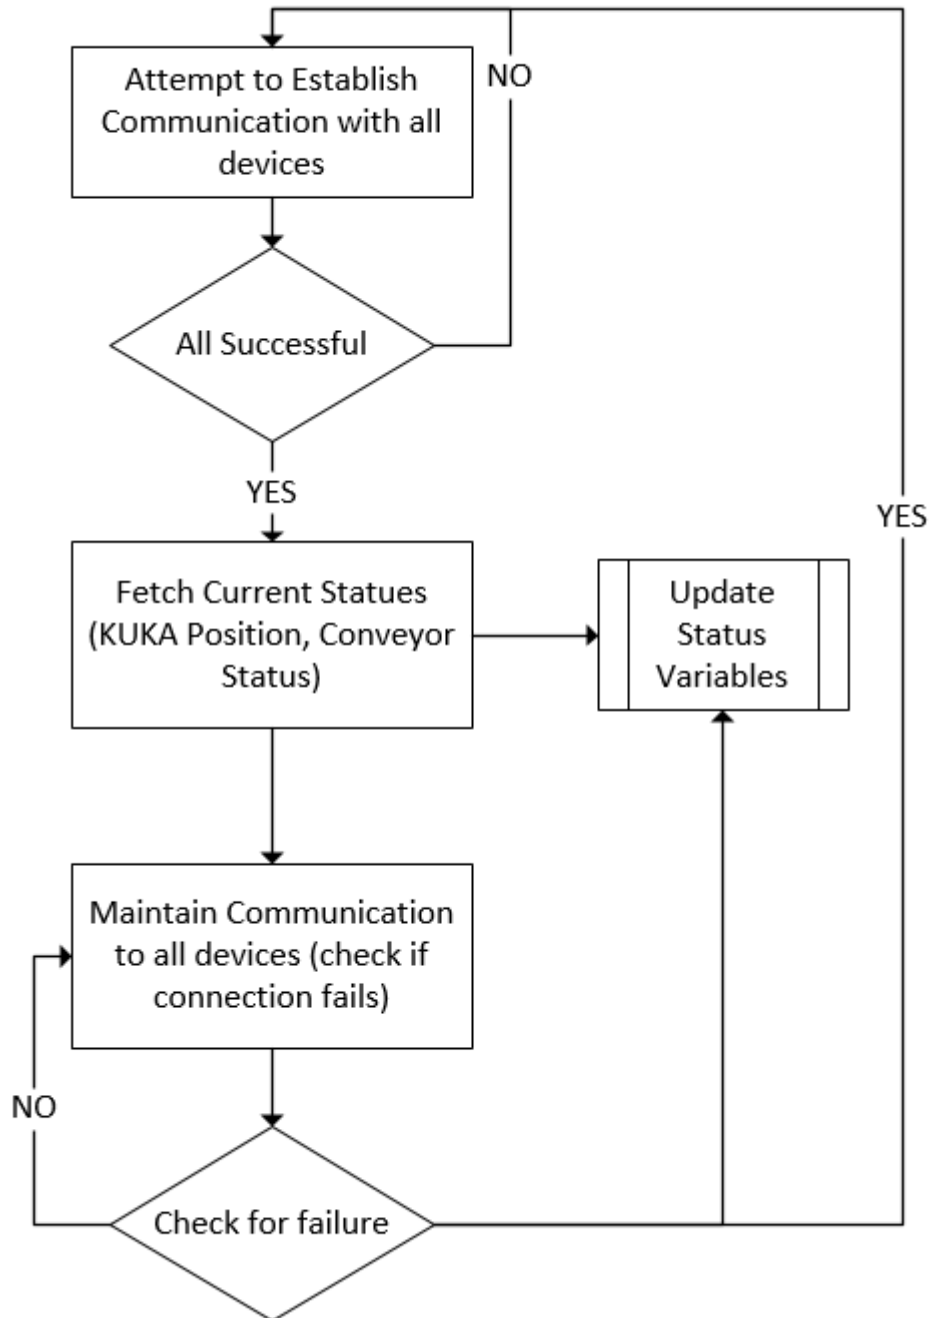 Attempt to Establish
Communication with all
devices
NO
All Successful
YES
YES
Fetch Current Statues
(KUKA Position, Conveyor
Status)
Update
Status
Variables
Maintain Communication
to all devices (check if
connection fails)
NO
Check for failure